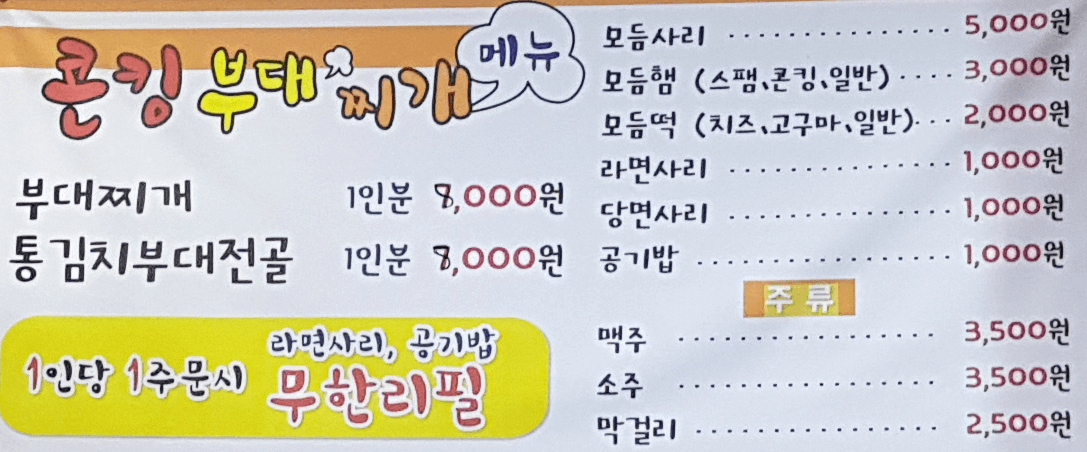 콘킹 부대찌개 메뉴
부대찌개 1인분 8,000원
통김치부대전골 1인분 8,000원
1인당 1주문시
라면사리, 공기밥
무한리필
모듬사리 ···················· 5,000원
모듬햄 (스팸、콘킹、일반) ···· 3,000원
모듬떡 (치즈、고구마、일반)··· 2,000원
라면사리 ···················· 1,000원
당면사리 ···················· 1,000원
공기밥 ······················ 1,000원
주류
맥주 ······················ 3,500원
소주 ······················ 3,500원
막걸리 ···················· 2,500원